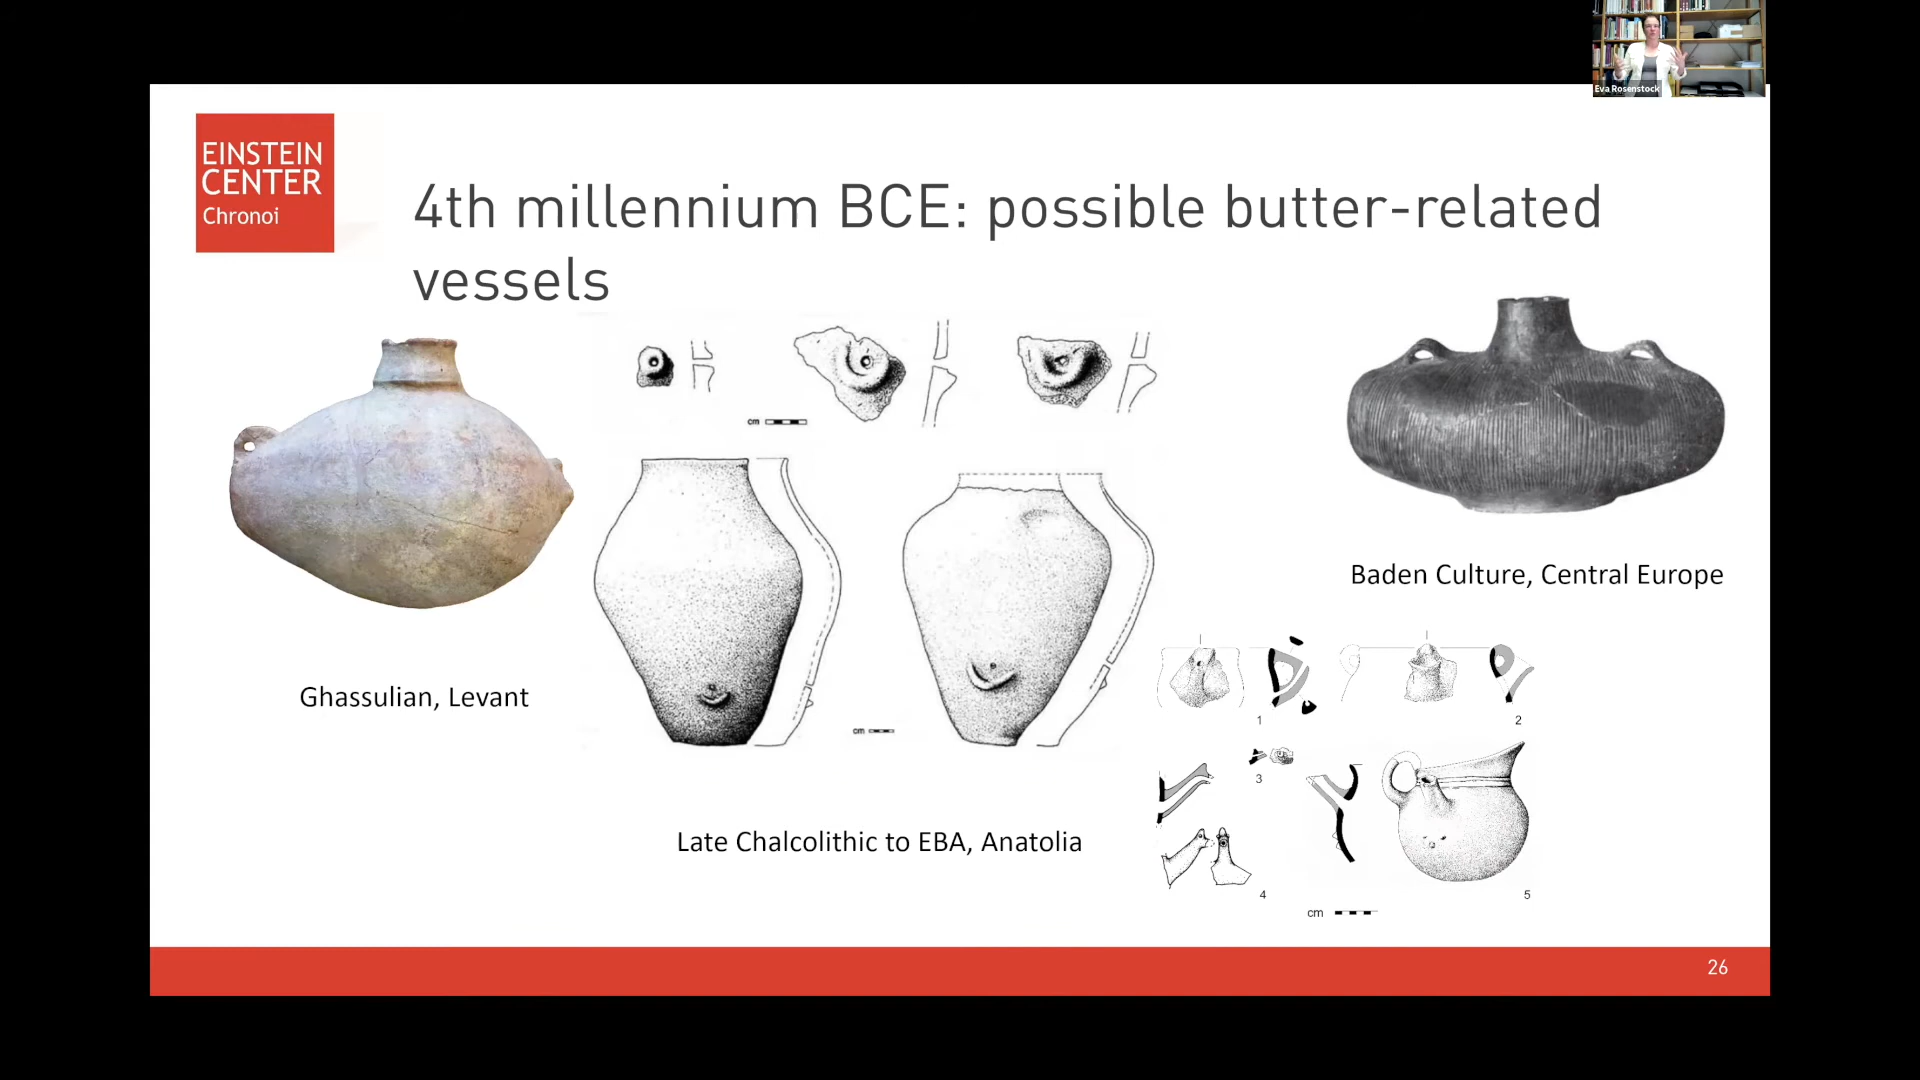 Eva Rosenstock
EINSTEIN
CENTER
Chronoi
4th millennium BCE: possible butter-related
vessels
cm
cm
Baden Culture, Central Europe
Ghassulian, Levant
1
2
3
4
5
cm
Late Chalcolithic to EBA, Anatolia
26